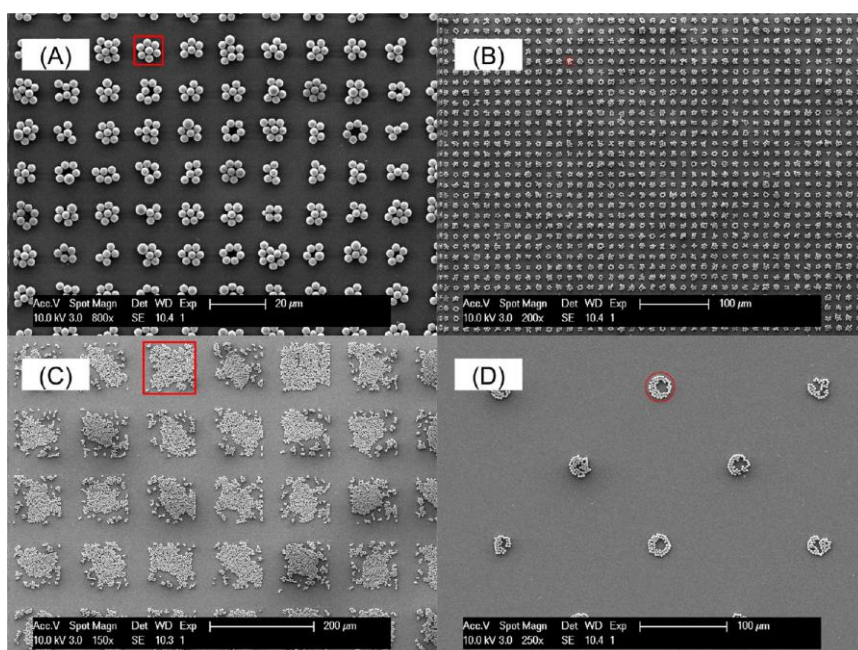 (A)
Acc.V Spot Magn Det WD Exp 20 μm
10.0 kV 3.0 800x SE 10.4 1
(B)
Acc.V Spot Magn Det WD Exp 100 μm
10.0 kV 3.0 200x SE 10.4 1
(C)
Acc.V Spot Magn Det WD Exp 200 μm
10.0 kV 3.0 150x SE 10.3 1
(D)
Acc.V Spot Magn Det WD Exp 100 μm
10.0 kV 3.0 250x SE 10.4 1